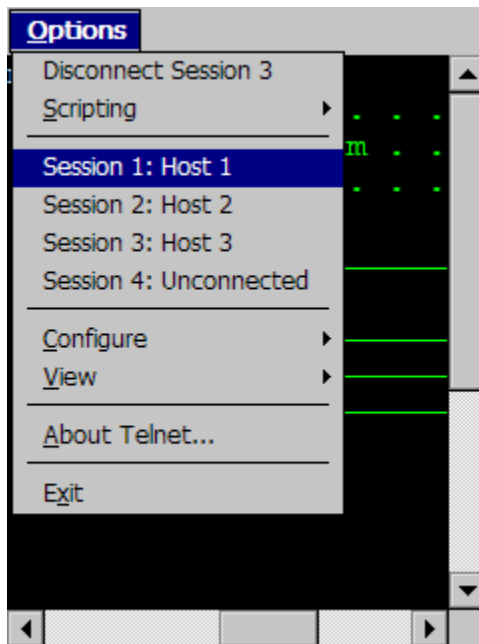 Options
Disconnect Session 3
Scripting
. . .
m . .
. . .
Session 1: Host 1
Session 2: Host 2
Session 3: Host 3
Session 4: Unconnected
Configure
View
About Telnet...
Exit